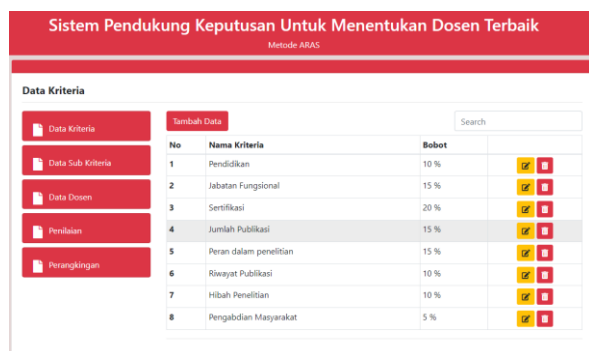 Sistem Pendukung Keputusan Untuk Menentukan Dosen Terbaik
Metode ARAS
Data Kriteria
Data Kriteria
Data Sub Kriteria
Data Dosen
Penilaian
Perangkingan
Tambah Data
Search
No Nama Kriteria Bobot
1 Pendidikan 10 %
2 Jabatan Fungsional 15 %
3 Sertifikasi 20 %
4 Jumlah Publikasi 15 %
5 Peran dalam penelitian 15 %
6 Riwayat Publikasi 10 %
7 Hibah Penelitian 10 %
8 Pengabdian Masyarakat 5 %